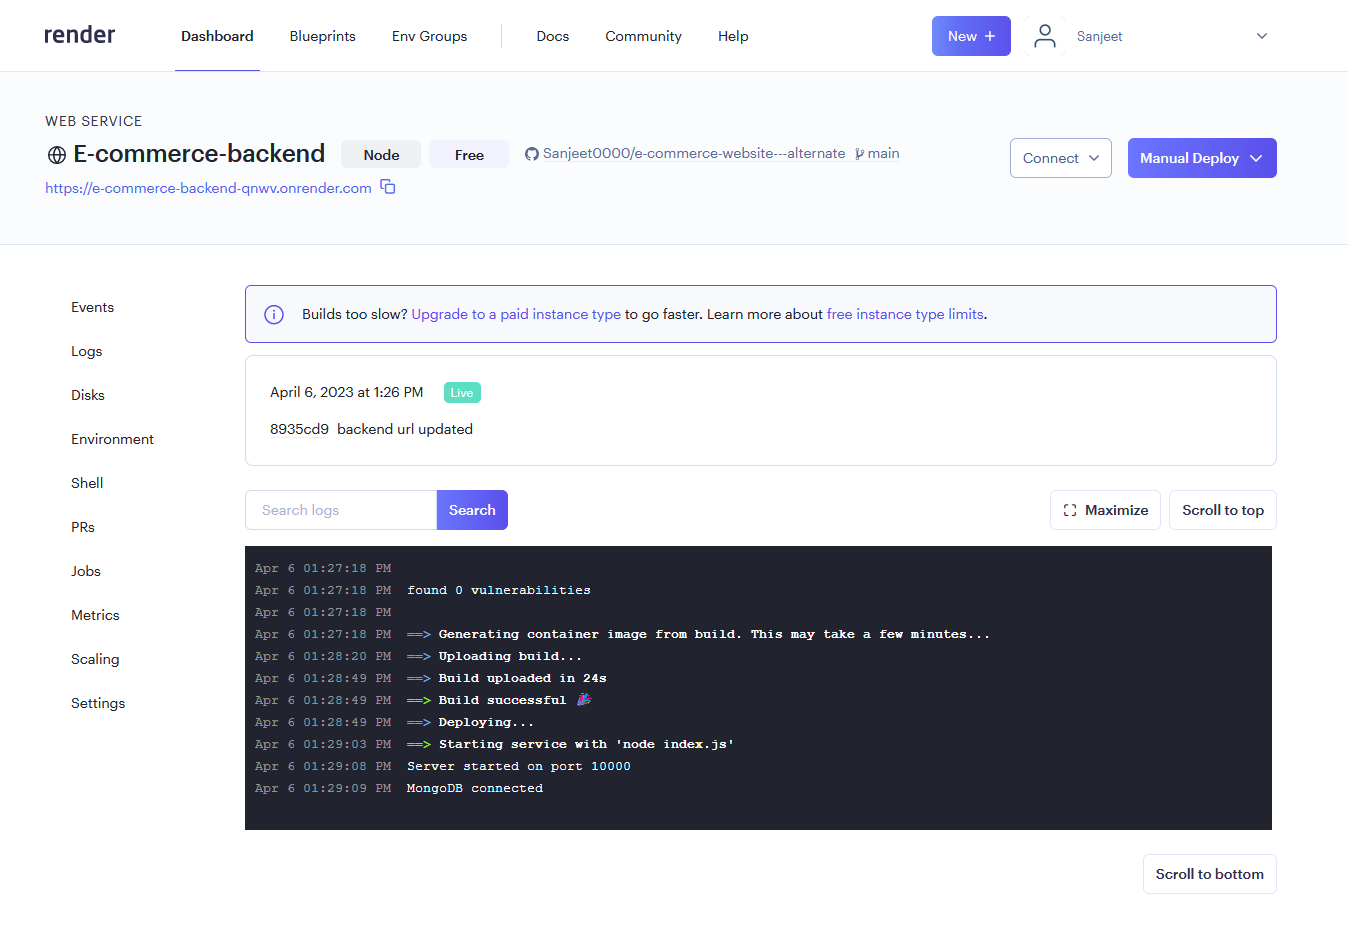 render Dashboard Blueprints Env Groups Docs Community Help New + Sanjeet
WEB SERVICE
E-commerce-backend Node Free Sanjeet0000/e-commerce-website---alternate main Connect Manual Deploy
https://e-commerce-backend-qnwv.onrender.com
Events
Logs
Disks
Environment
Shell
PRs
Jobs
Metrics
Scaling
Settings
Builds too slow? Upgrade to a paid instance type to go faster. Learn more about free instance type limits.
April 6, 2023 at 1:26 PM Live
8935cd9 backend url updated
Search logs Search Maximize Scroll to top
Apr 6 01:27:18 PM
Apr 6 01:27:18 PM found 0 vulnerabilities
Apr 6 01:27:18 PM
Apr 6 01:27:18 PM ==> Generating container image from build. This may take a few minutes...
Apr 6 01:28:20 PM ==> Uploading build...
Apr 6 01:28:49 PM ==> Build uploaded in 24s
Apr 6 01:28:49 PM ==> Build successful 🎉
Apr 6 01:28:49 PM ==> Deploying...
Apr 6 01:29:03 PM ==> Starting service with 'node index.js'
Apr 6 01:29:08 PM Server started on port 10000
Apr 6 01:29:09 PM MongoDB connected
Scroll to bottom